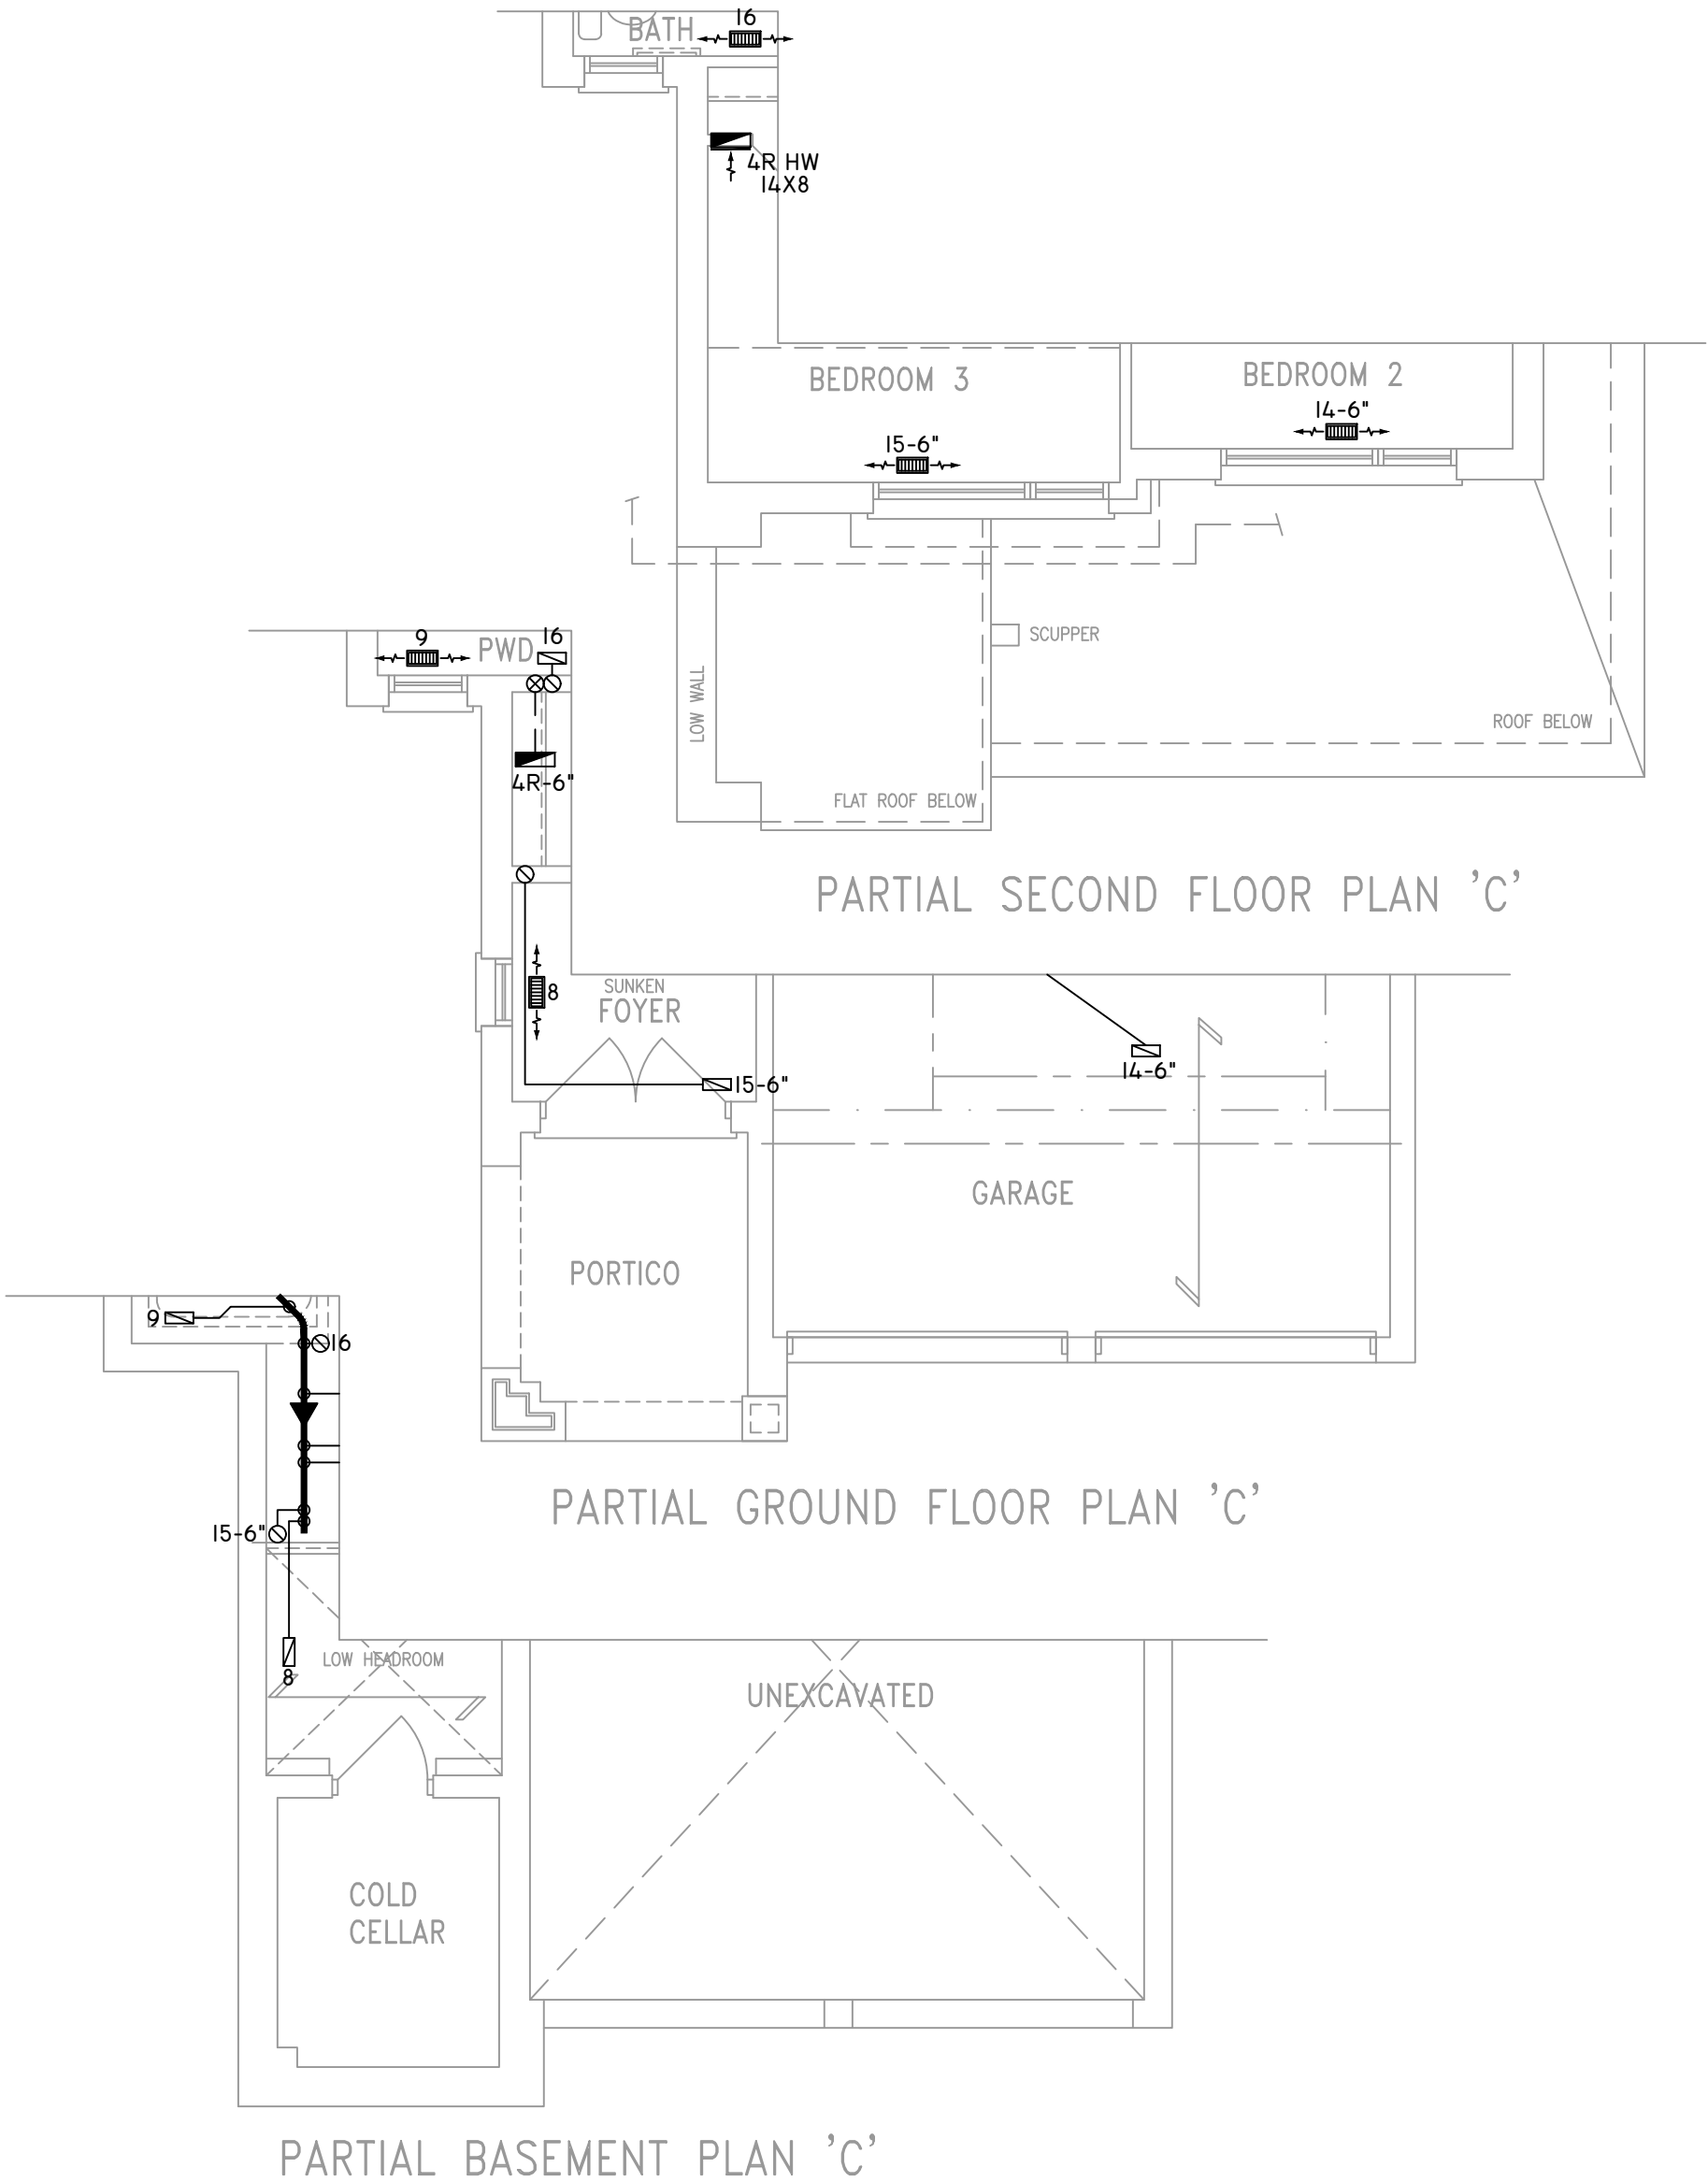 16
BATH
4R HW
14X8
BEDROOM 3
BEDROOM 2
14-6"
15-6"
SCUPPER
LOW WALL
ROOF BELOW
FLAT ROOF BELOW
PARTIAL SECOND FLOOR PLAN 'C'
9
PWD
16
4R-6"
8
SUNKEN
FOYER
15-6"
14-6"
GARAGE
PORTICO
PARTIAL GROUND FLOOR PLAN 'C'
9
16
15-6"
8
LOW HEADROOM
UNEXCAVATED
COLD
CELLAR
PARTIAL BASEMENT PLAN 'C'